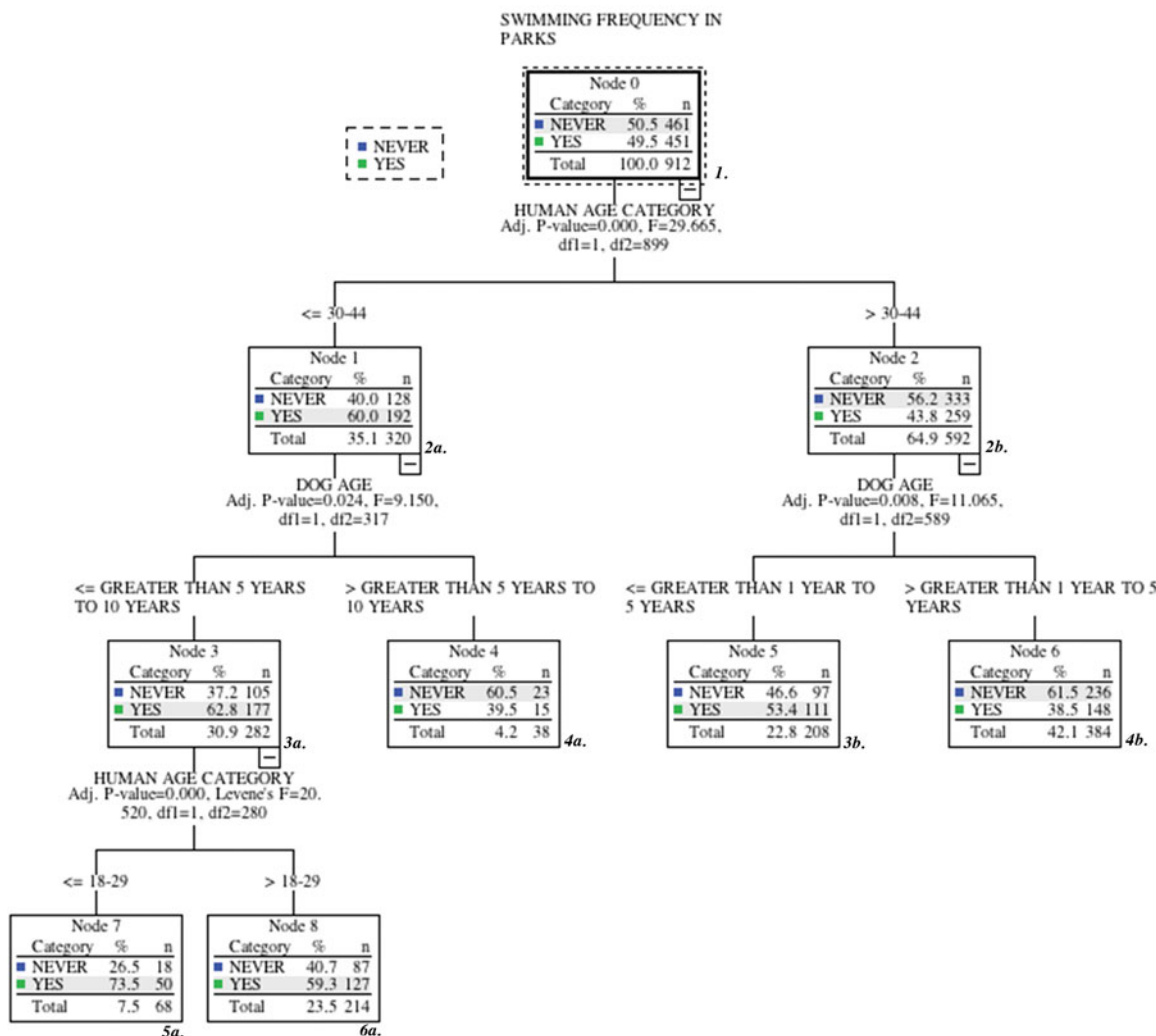 SWIMMING FREQUENCY IN
PARKS
Node 0
Category % n
NEVER 50.5 461
YES 49.5 451
Total 100.0 912
1.
NEVER
YES
HUMAN AGE CATEGORY
Adj. P-value=0.000, F=29.665,
df1=1, df2=899
<= 30-44
> 30-44
Node 1
Category % n
NEVER 40.0 128
YES 60.0 192
Total 35.1 320
2a.
Node 2
Category % n
NEVER 56.2 333
YES 43.8 259
Total 64.9 592
2b.
DOG AGE
Adj. P-value=0.024, F=9.150,
df1=1, df2=317
DOG AGE
Adj. P-value=0.008, F=11.065,
df1=1, df2=589
<= GREATER THAN 5 YEARS
TO 10 YEARS
> GREATER THAN 5 YEARS TO
10 YEARS
<= GREATER THAN 1 YEAR TO
5 YEARS
> GREATER THAN 1 YEAR TO 5
YEARS
Node 3
Category % n
NEVER 37.2 105
YES 62.8 177
Total 30.9 282
3a.
Node 4
Category % n
NEVER 60.5 23
YES 39.5 15
Total 4.2 38
4a.
Node 5
Category % n
NEVER 46.6 97
YES 53.4 111
Total 22.8 208
3b.
Node 6
Category % n
NEVER 61.5 236
YES 38.5 148
Total 42.1 384
4b.
HUMAN AGE CATEGORY
Adj. P-value=0.000, Levene's F=20.
520, df1=1, df2=280
<= 18-29
> 18-29
Node 7
Category % n
NEVER 26.5 18
YES 73.5 50
Total 7.5 68
5a.
Node 8
Category % n
NEVER 40.7 87
YES 59.3 127
Total 23.5 214
6a.